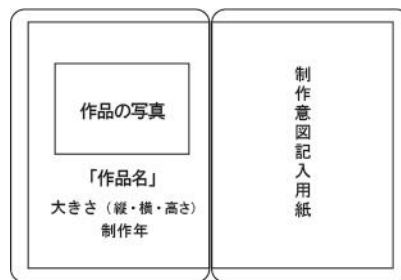 作品の写真
「作品名」
大きさ（縦・横・高さ）
制作年
制作意図記入用紙